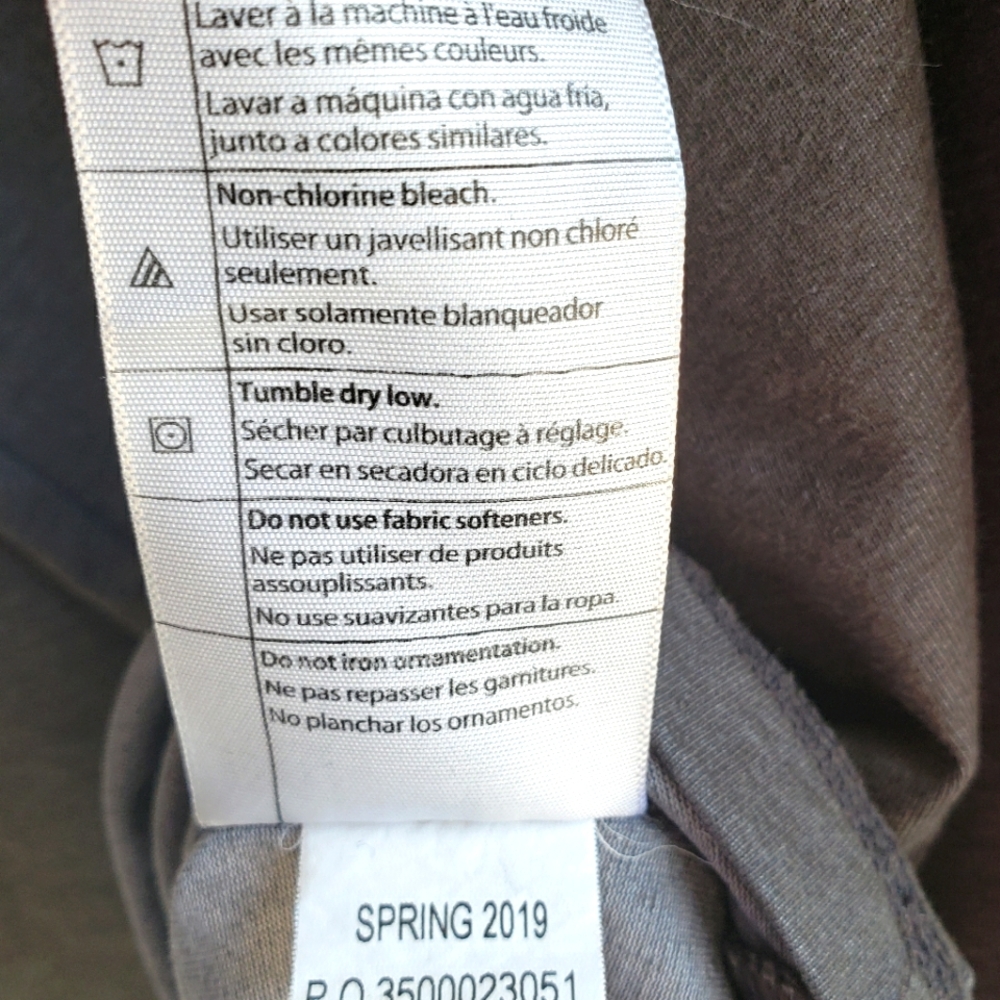 Laver à la machine à l'eau froide
avec les mêmes couleurs.
Lavar a máquina con agua fría,
junto a colores similares.
Non-chlorine bleach.
Utiliser un javellisant non chloré
seulement.
Usar solamente blanqueador
sin cloro.
Tumble dry low.
Sécher par culbutage à réglage.
Secar en secadora en ciclo delicado.
Do not use fabric softeners.
Ne pas utiliser de produits
assouplissants.
No use suavizantes para la ropa.
Do not iron ornamentation.
Ne pas repasser les garnitures.
No planchar los ornamentos.
SPRING 2019
P.O.3500023051